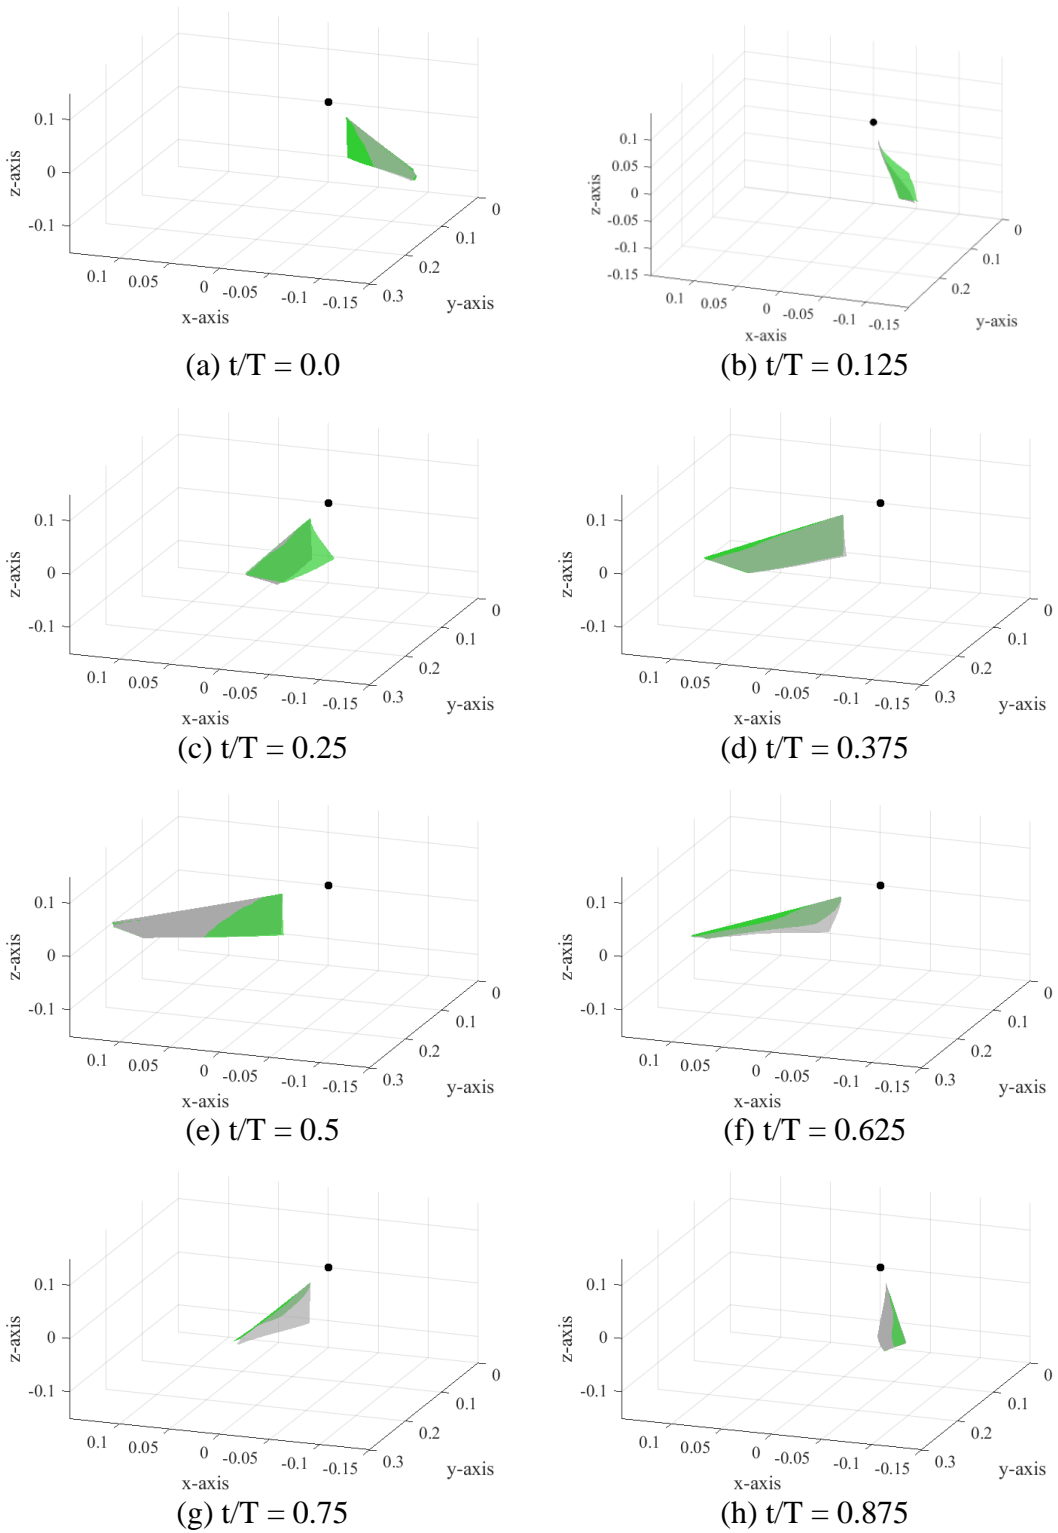 0.1
0
-0.1
z-axis
0.1 0.05 0 -0.05 -0.1 -0.15
x-axis
0.3 0.2 0.1 0
y-axis
(a) t/T = 0.0
0.1
0.05
0
-0.05
-0.1
-0.15
z-axis
0.1 0.05 0 -0.05 -0.1 -0.15
x-axis
0.2 0.1 0
y-axis
(b) t/T = 0.125
0.1
0
-0.1
z-axis
0.1 0.05 0 -0.05 -0.1 -0.15
x-axis
0.3 0.2 0.1 0
y-axis
(c) t/T = 0.25
0.1
0
-0.1
z-axis
0.1 0.05 0 -0.05 -0.1 -0.15
x-axis
0.3 0.2 0.1 0
y-axis
(d) t/T = 0.375
0.1
0
-0.1
z-axis
0.1 0.05 0 -0.05 -0.1 -0.15
x-axis
0.3 0.2 0.1 0
y-axis
(e) t/T = 0.5
0.1
0
-0.1
z-axis
0.1 0.05 0 -0.05 -0.1 -0.15
x-axis
0.3 0.2 0.1 0
y-axis
(f) t/T = 0.625
0.1
0
-0.1
z-axis
0.1 0.05 0 -0.05 -0.1 -0.15
x-axis
0.3 0.2 0.1 0
y-axis
(g) t/T = 0.75
0.1
0
-0.1
z-axis
0.1 0.05 0 -0.05 -0.1 -0.15
x-axis
0.3 0.2 0.1 0
y-axis
(h) t/T = 0.875